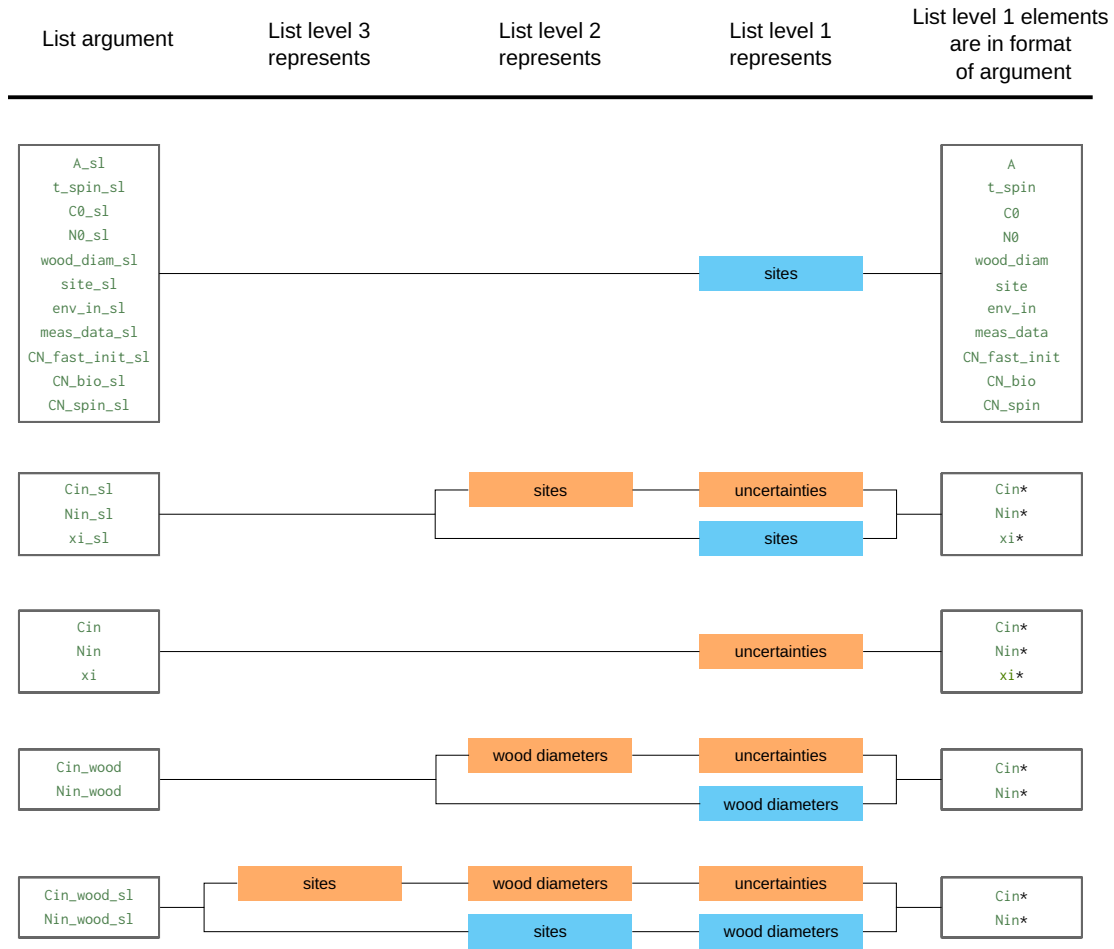 List argument
List level 3
represents
List level 2
represents
List level 1
represents
List level 1 elements
are in format
of argument
A_sl
t_spin_sl
C0_sl
N0_sl
wood_diam_sl
site_sl
env_in_sl
meas_data_sl
CN_fast_init_sl
CN_bio_sl
CN_spin_sl
sites
A
t_spin
C0
N0
wood_diam
site
env_in
meas_data
CN_fast_init
CN_bio
CN_spin
Cin_sl
Nin_sl
xi_sl
sites
uncertainties
sites
Cin*
Nin*
xi*
Cin
Nin
xi
uncertainties
Cin*
Nin*
xi*
Cin_wood
Nin_wood
wood diameters
uncertainties
wood diameters
Cin*
Nin*
Cin_wood_sl
Nin_wood_sl
sites
wood diameters
uncertainties
sites
wood diameters
Cin*
Nin*